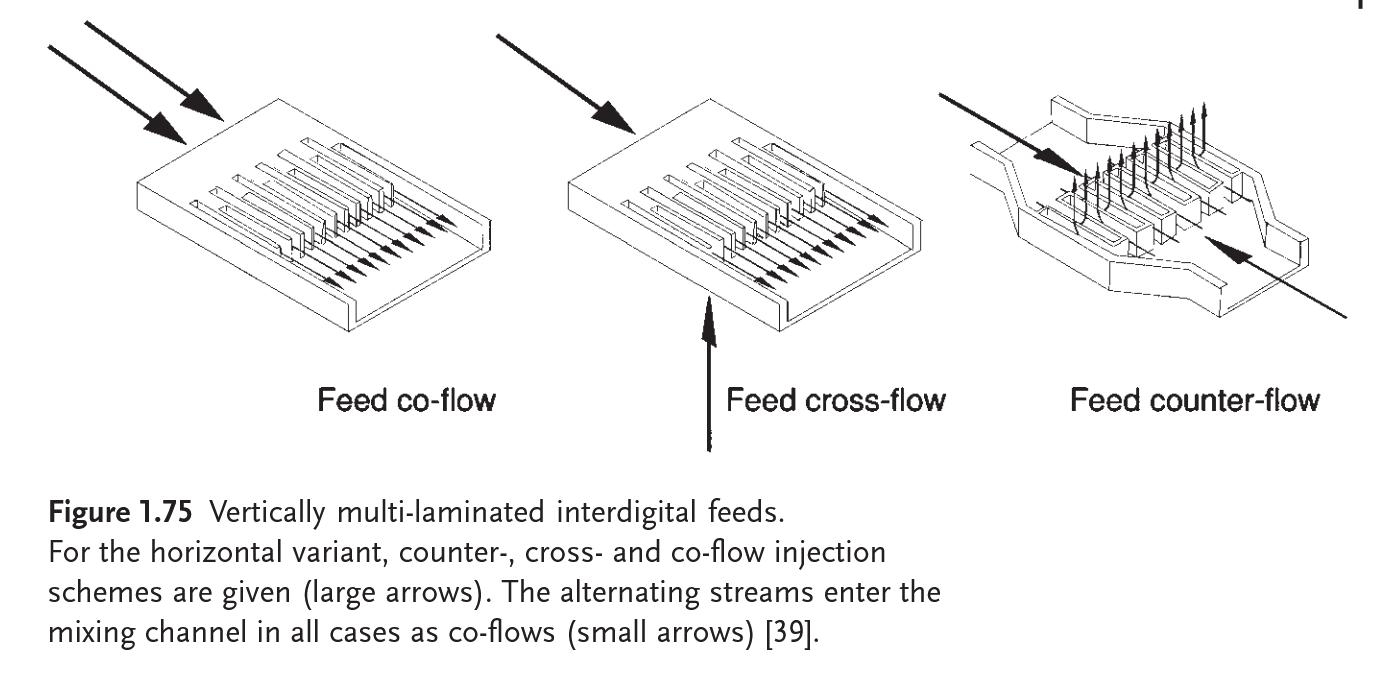 Feed co-flow
Feed cross-flow
Feed counter-flow
Figure 1.75 Vertically multi-laminated interdigital feeds.
For the horizontal variant, counter-, cross- and co-flow injection
schemes are given (large arrows). The alternating streams enter the
mixing channel in all cases as co-flows (small arrows) [39].